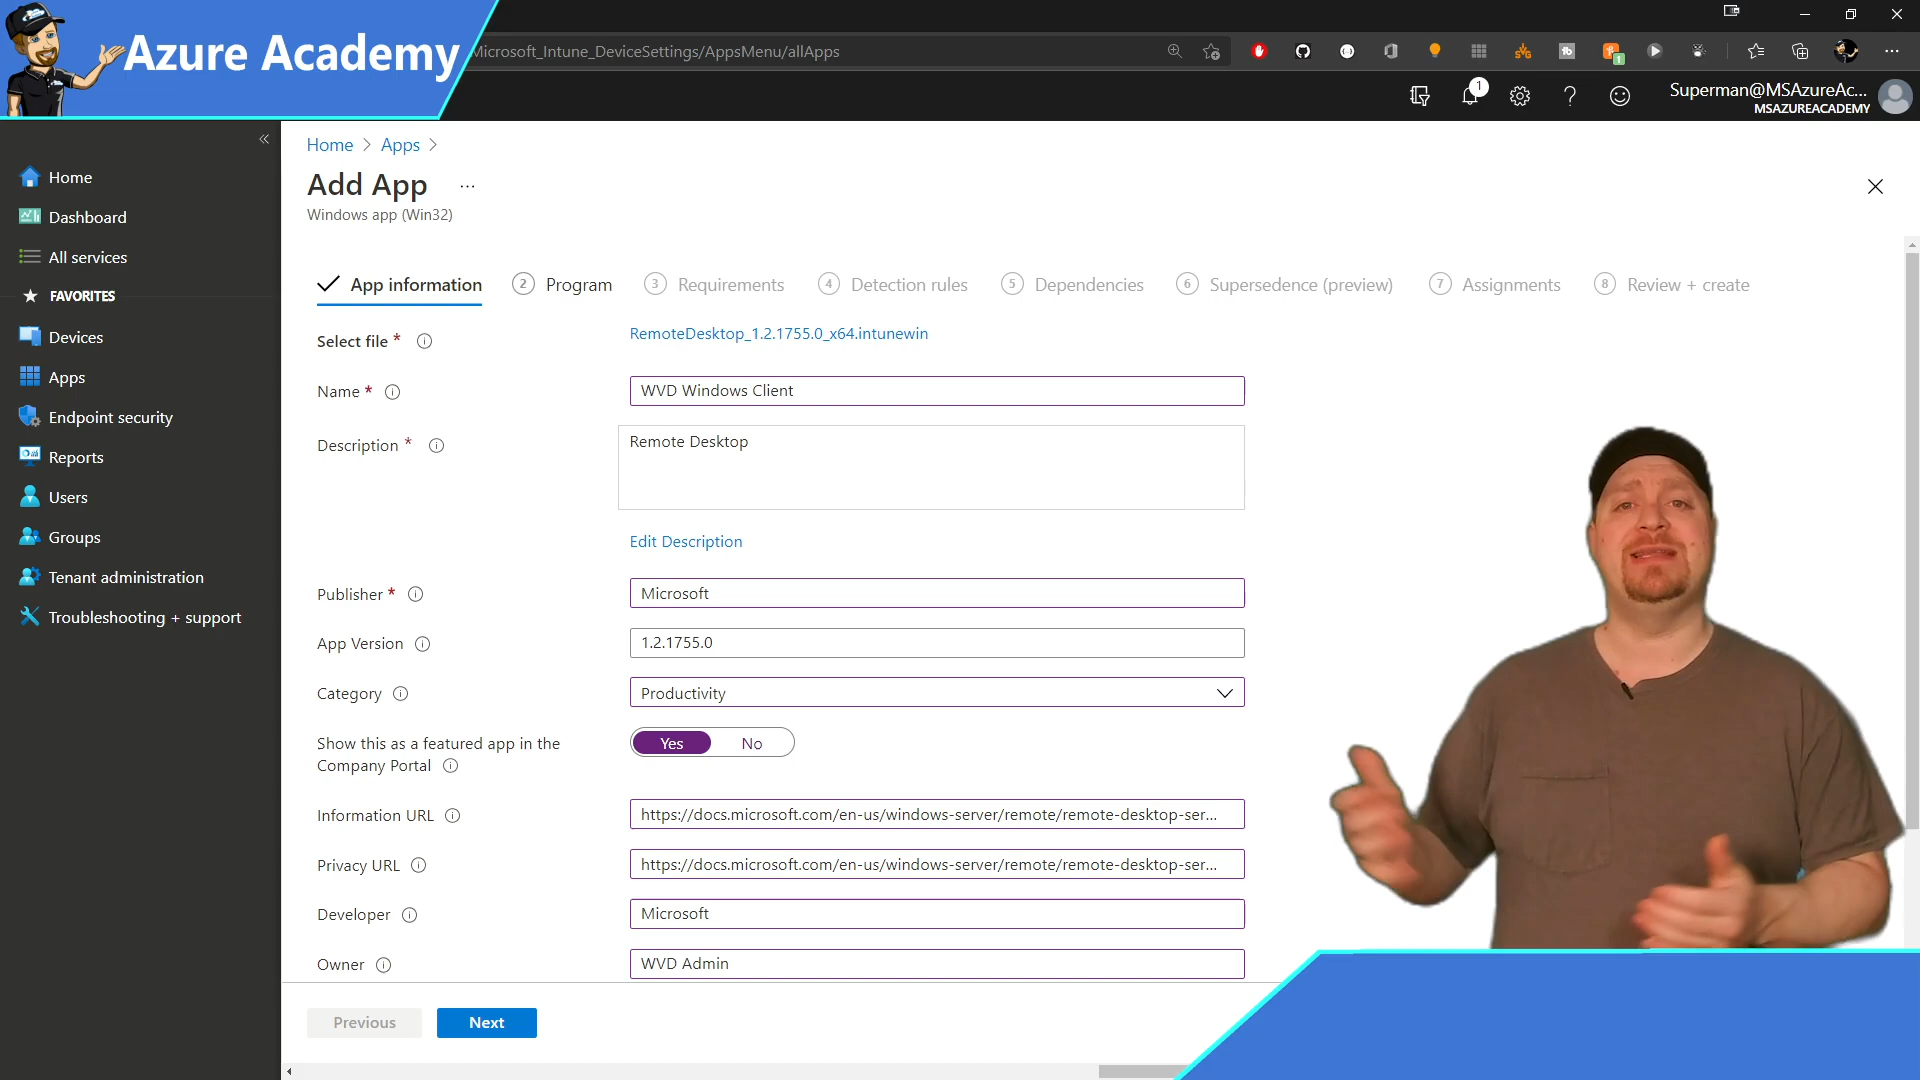 Azure Academy
Microsoft_Intune_DeviceSettings/AppsMenu/allApps
1
1
Superman@MSAzureAc...
MSAZUREACADEMY
Home
Dashboard
All services
FAVORITES
Devices
Apps
Endpoint security
Reports
Users
Groups
Tenant administration
Troubleshooting + support
Home > Apps >
Add App ...
Windows app (Win32)
App information
2 Program
3 Requirements
4 Detection rules
5 Dependencies
6 Supersedence (preview)
7 Assignments
8 Review + create
Select file *
RemoteDesktop_1.2.1755.0_x64.intunewin
Name *
WVD Windows Client
Description *
Remote Desktop
Edit Description
Publisher *
Microsoft
App Version
1.2.1755.0
Category
Productivity
Show this as a featured app in the
Company Portal
Yes No
Information URL
https://docs.microsoft.com/en-us/windows-server/remote/remote-desktop-ser...
Privacy URL
https://docs.microsoft.com/en-us/windows-server/remote/remote-desktop-ser...
Developer
Microsoft
Owner
WVD Admin
Previous
Next